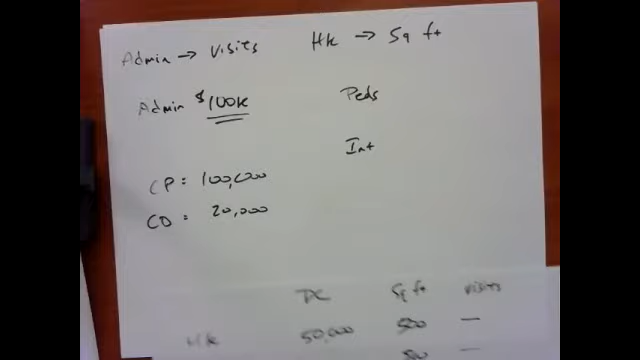 Admin → Visits Hk → Sq ft
Admin $100K Peds
Int
CP = 100,000
CD = 20,000
DC Sq ft visits
Hk 50,000 500 —
500 —